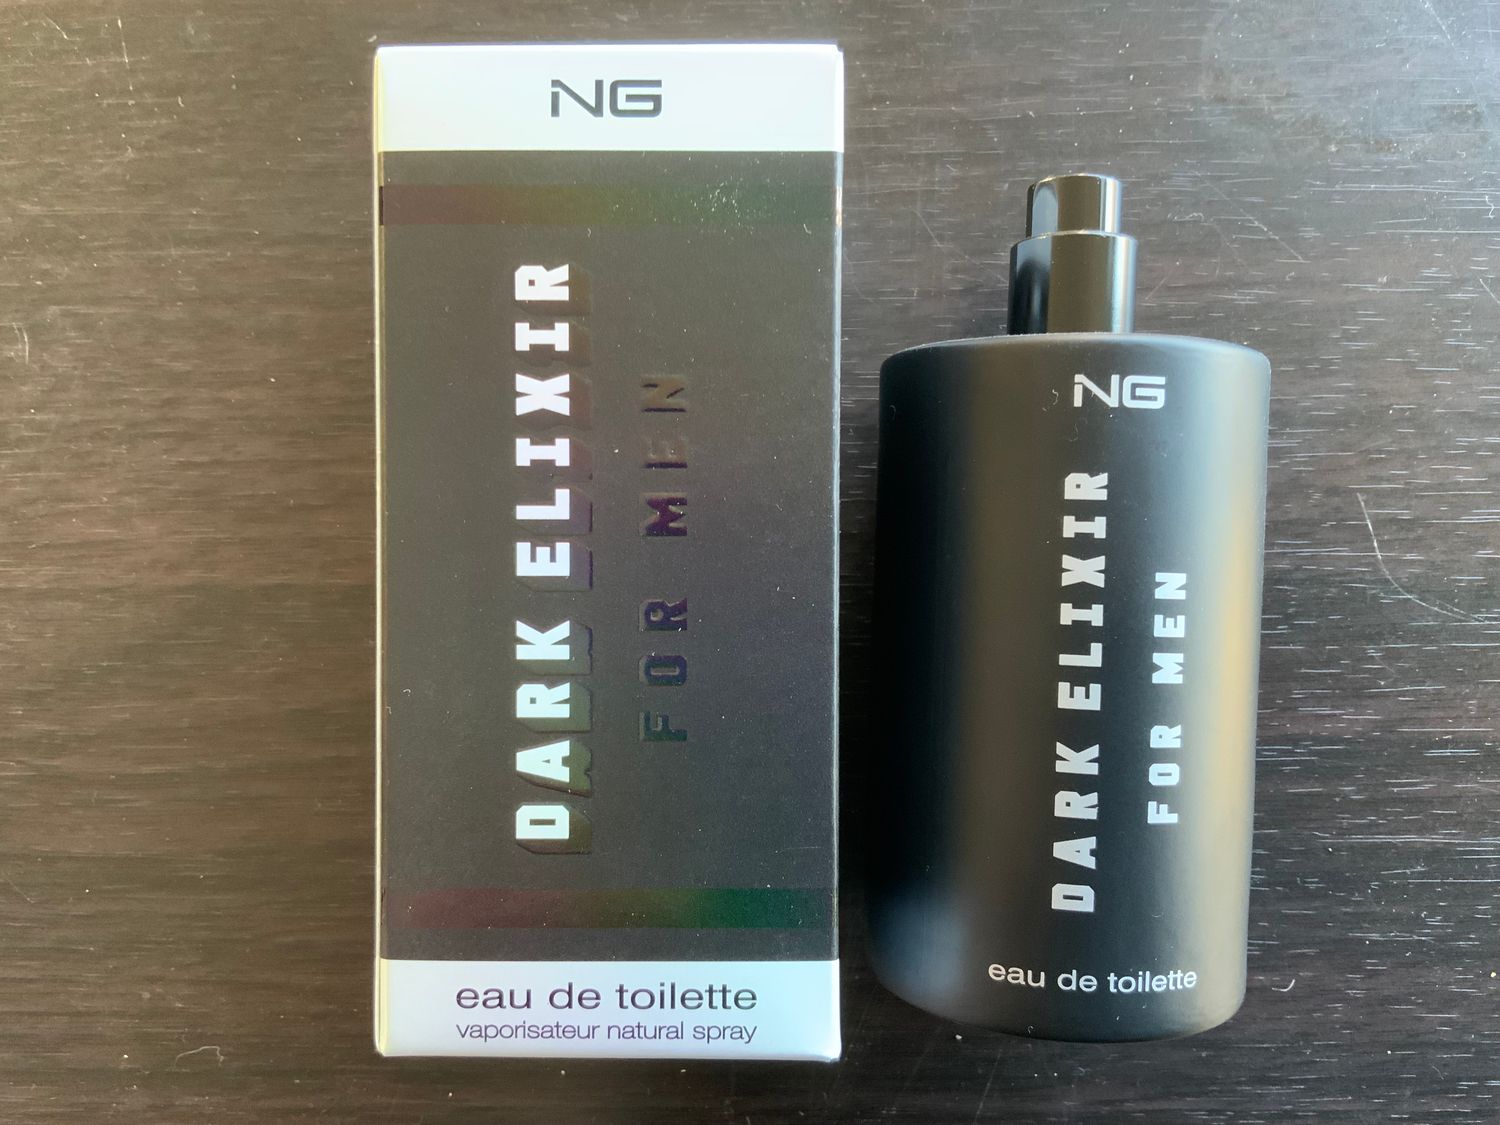 NG
DARK ELIXIR
FOR MEN
eau de toilette
vaporisateur natural spray
NG
DARK ELIXIR
FOR MEN
eau de toilette